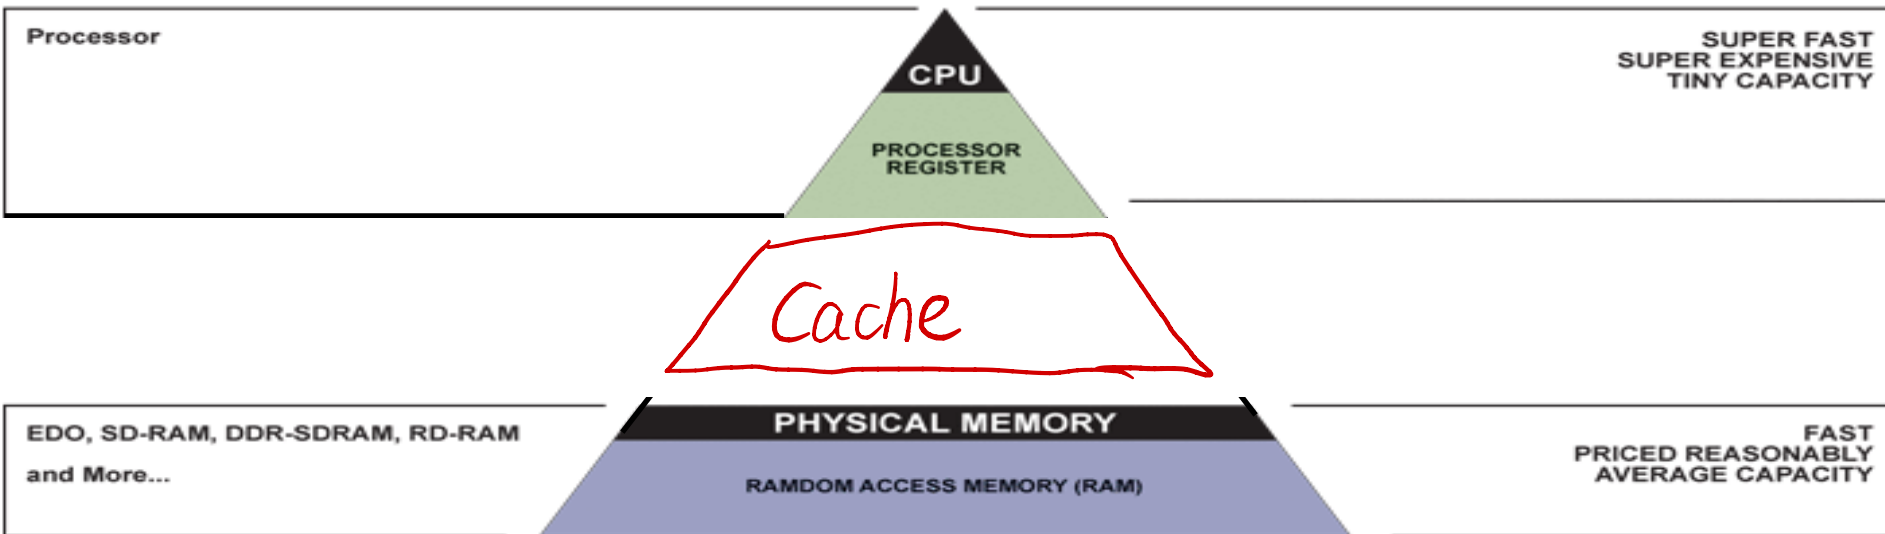 Processor
CPU
SUPER FAST
SUPER EXPENSIVE
TINY CAPACITY
PROCESSOR
REGISTER
Cache
EDO, SD-RAM, DDR-SDRAM, RD-RAM
and More...
PHYSICAL MEMORY
RAMDOM ACCESS MEMORY (RAM)
FAST
PRICED REASONABLY
AVERAGE CAPACITY